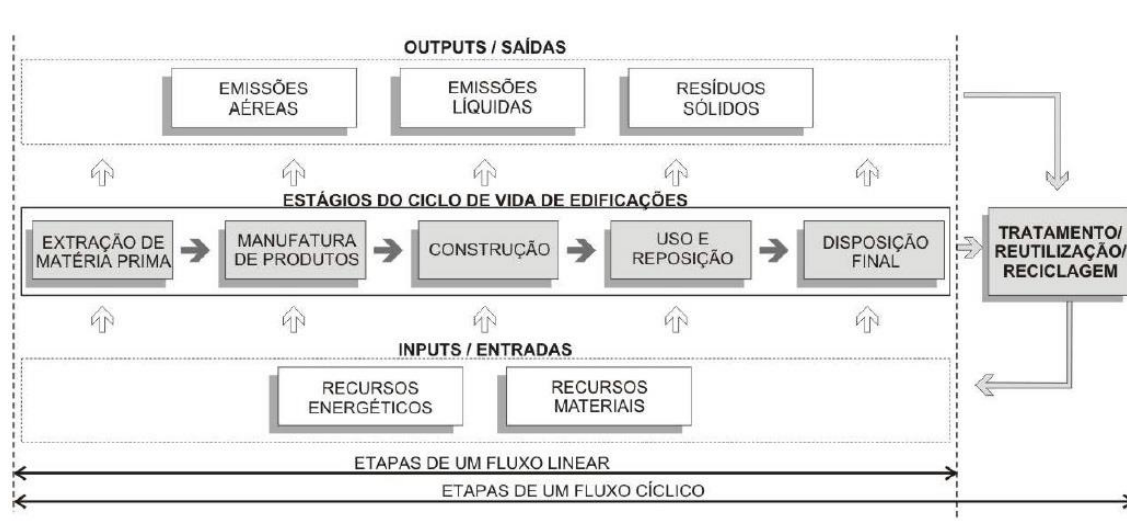 OUTPUTS / SAÍDAS
EMISSÕES
AÉREAS
EMISSÕES
LÍQUIDAS
RESÍDUOS
SÓLIDOS
ESTÁGIOS DO CICLO DE VIDA DE EDIFICAÇÕES
EXTRAÇÃO DE
MATÉRIA PRIMA
MANUFATURA
DE PRODUTOS
CONSTRUÇÃO
USO E
REPOSIÇÃO
DISPOSIÇÃO
FINAL
TRATAMENTO/
REUTILIZAÇÃO/
RECICLAGEM
INPUTS / ENTRADAS
RECURSOS
ENERGÉTICOS
RECURSOS
MATERIAIS
ETAPAS DE UM FLUXO LINEAR
ETAPAS DE UM FLUXO CÍCLICO